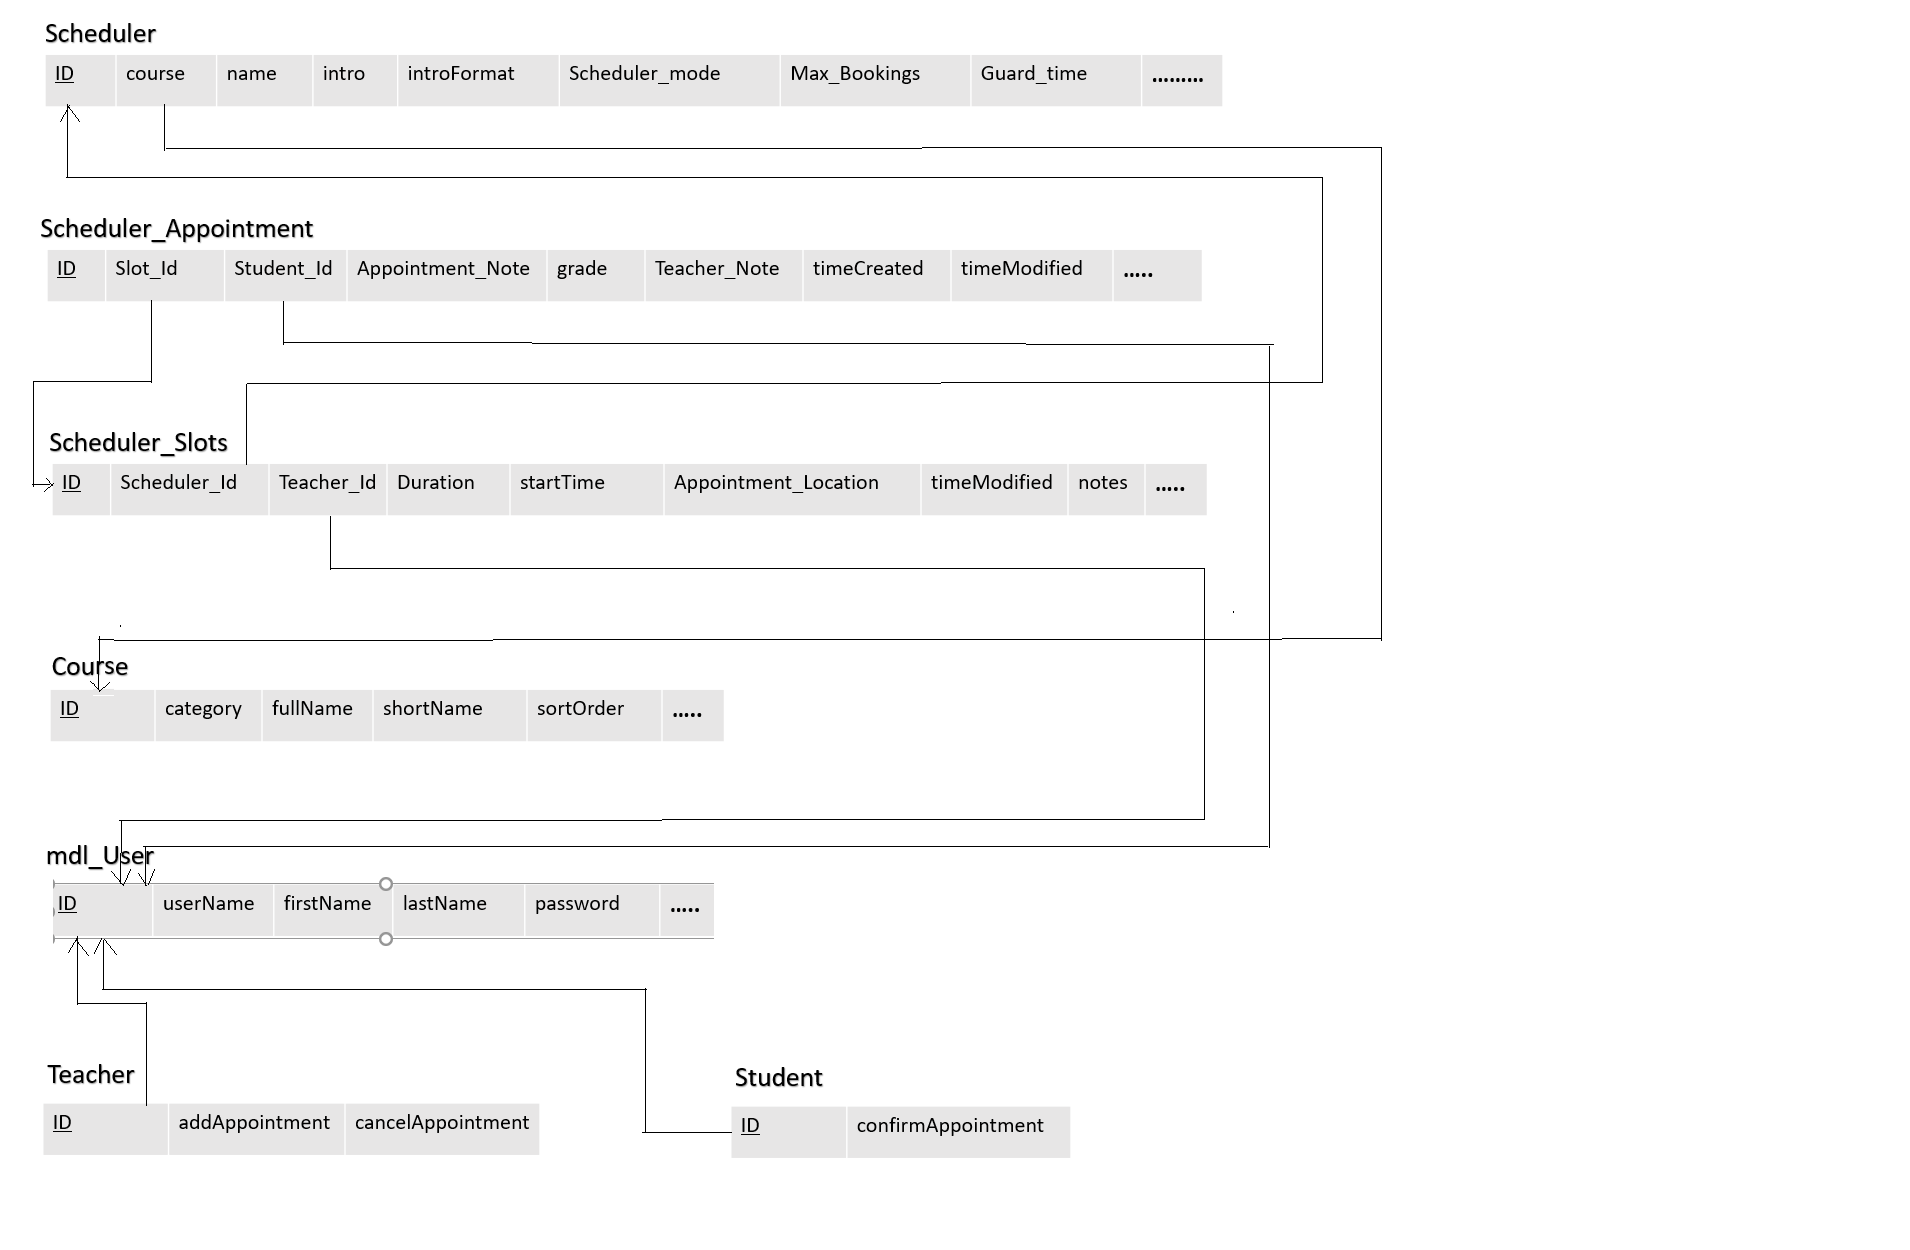 Scheduler
ID course name intro introFormat Scheduler_mode Max_Bookings Guard_time .........
Scheduler_Appointment
ID Slot_Id Student_Id Appointment_Note grade Teacher_Note timeCreated timeModified .....
Scheduler_Slots
ID Scheduler_Id Teacher_Id Duration startTime Appointment_Location timeModified notes .....
Course
ID category fullName shortName sortOrder .....
mdl_User
ID userName firstName lastName password .....
Teacher
ID addAppointment cancelAppointment
Student
ID confirmAppointment